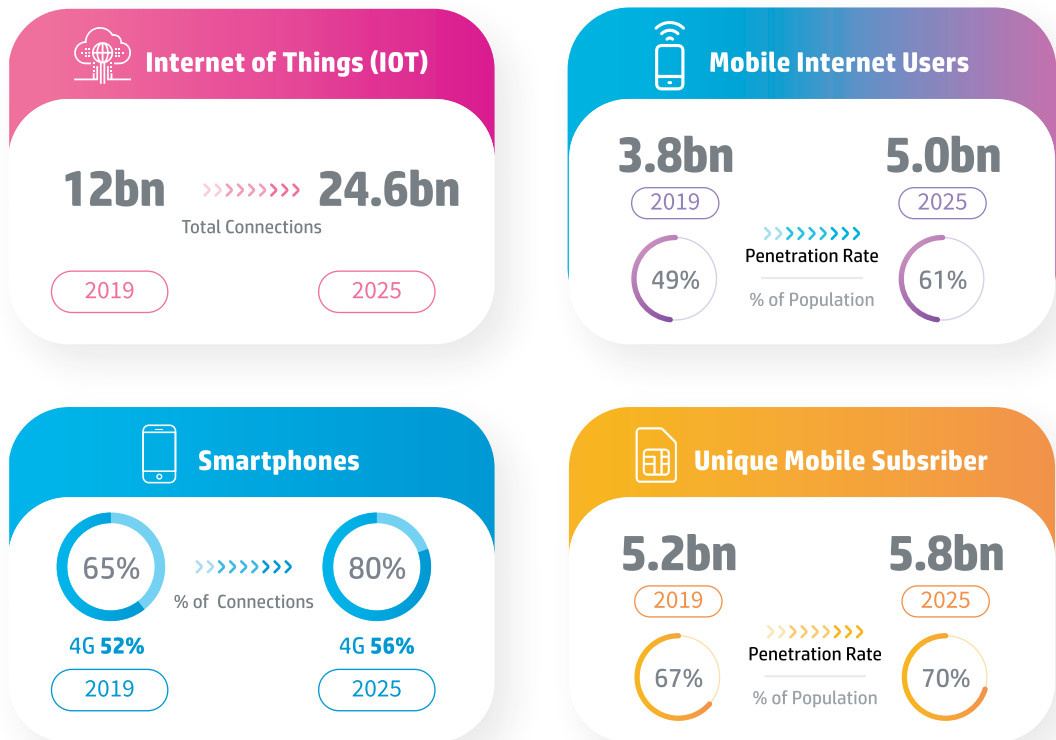 Internet of Things (IOT)
12bn
24.6bn
Total Connections
2019
2025
Mobile Internet Users
3.8bn
5.0bn
2019
2025
Penetration Rate
49%
61%
% of Population
Smartphones
65%
80%
% of Connections
4G 52%
4G 56%
2019
2025
Unique Mobile Subsriber
5.2bn
5.8bn
2019
2025
Penetration Rate
67%
70%
% of Population